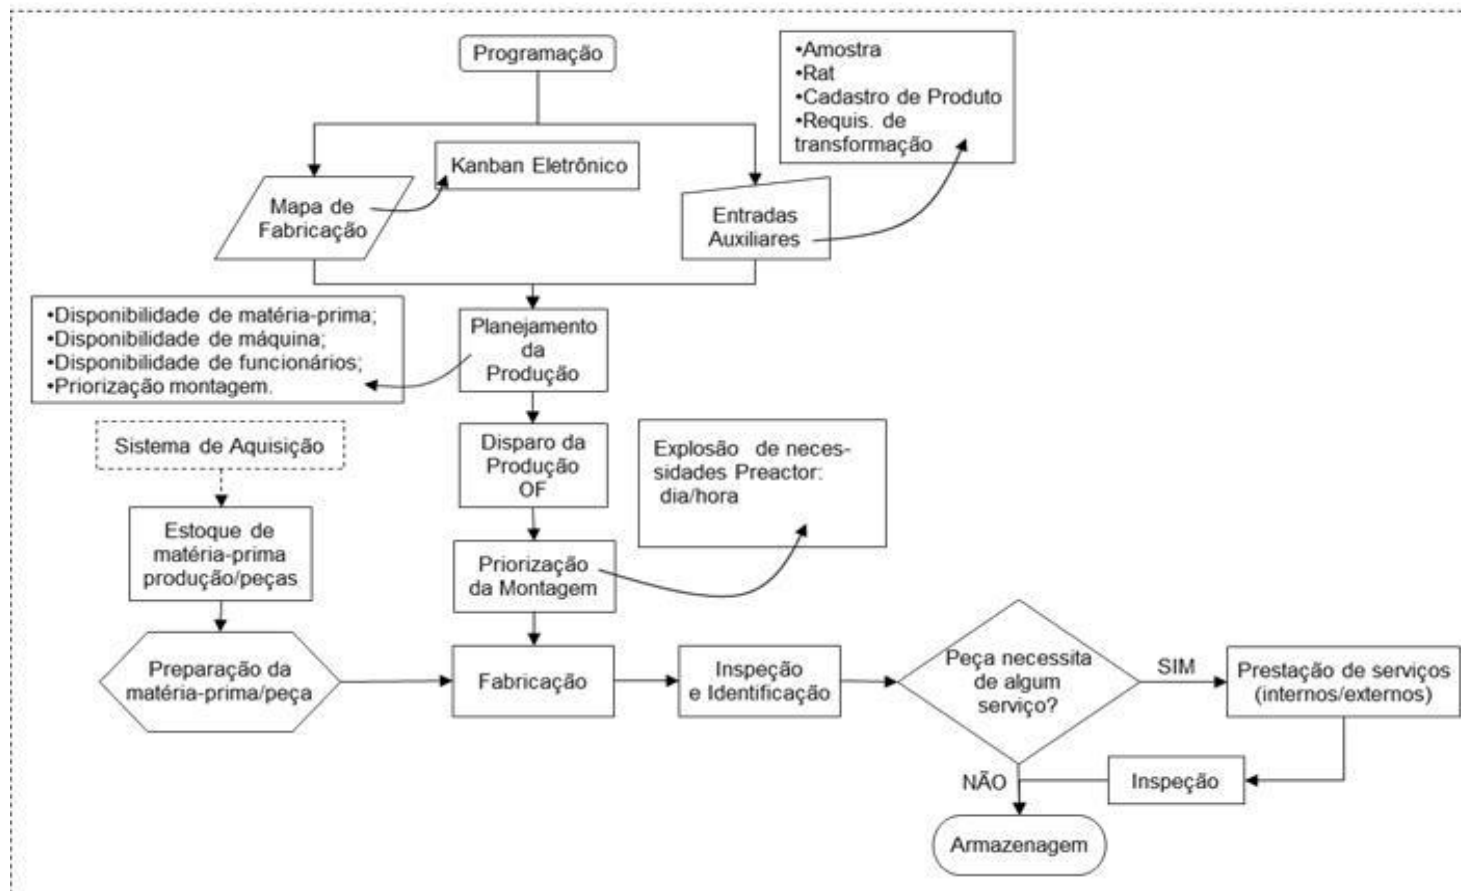 Programação
•Amostra
•Rat
•Cadastro de Produto
•Requis. de
transformação
Kanban Eletrônico
Mapa de
Fabricação
Entradas
Auxiliares
•Disponibilidade de matéria-prima;
•Disponibilidade de máquina;
•Disponibilidade de funcionários;
•Priorização montagem.
Planejamento
da
Produção
Sistema de Aquisição
Disparo da
Produção
OF
Explosão de neces-
sidades Preactor:
dia/hora
Estoque de
matéria-prima
produção/peças
Priorização
da Montagem
Preparação da
matéria-prima/peça
Fabricação
Inspeção
e Identificação
Peça necessita
de algum
serviço?
SIM
Prestação de serviços
(internos/externos)
NÃO
Inspeção
Armazenagem